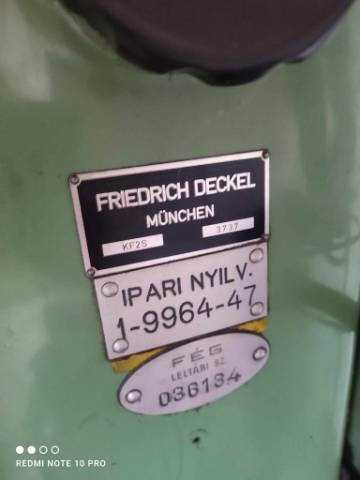 FRIEDRICH DECKEL
MÜNCHEN
KF2S 3737
IPARI NYILV.
1-9964-47
FÉG
LELTÁRI SZ.
036134
REDMI NOTE 10 PRO